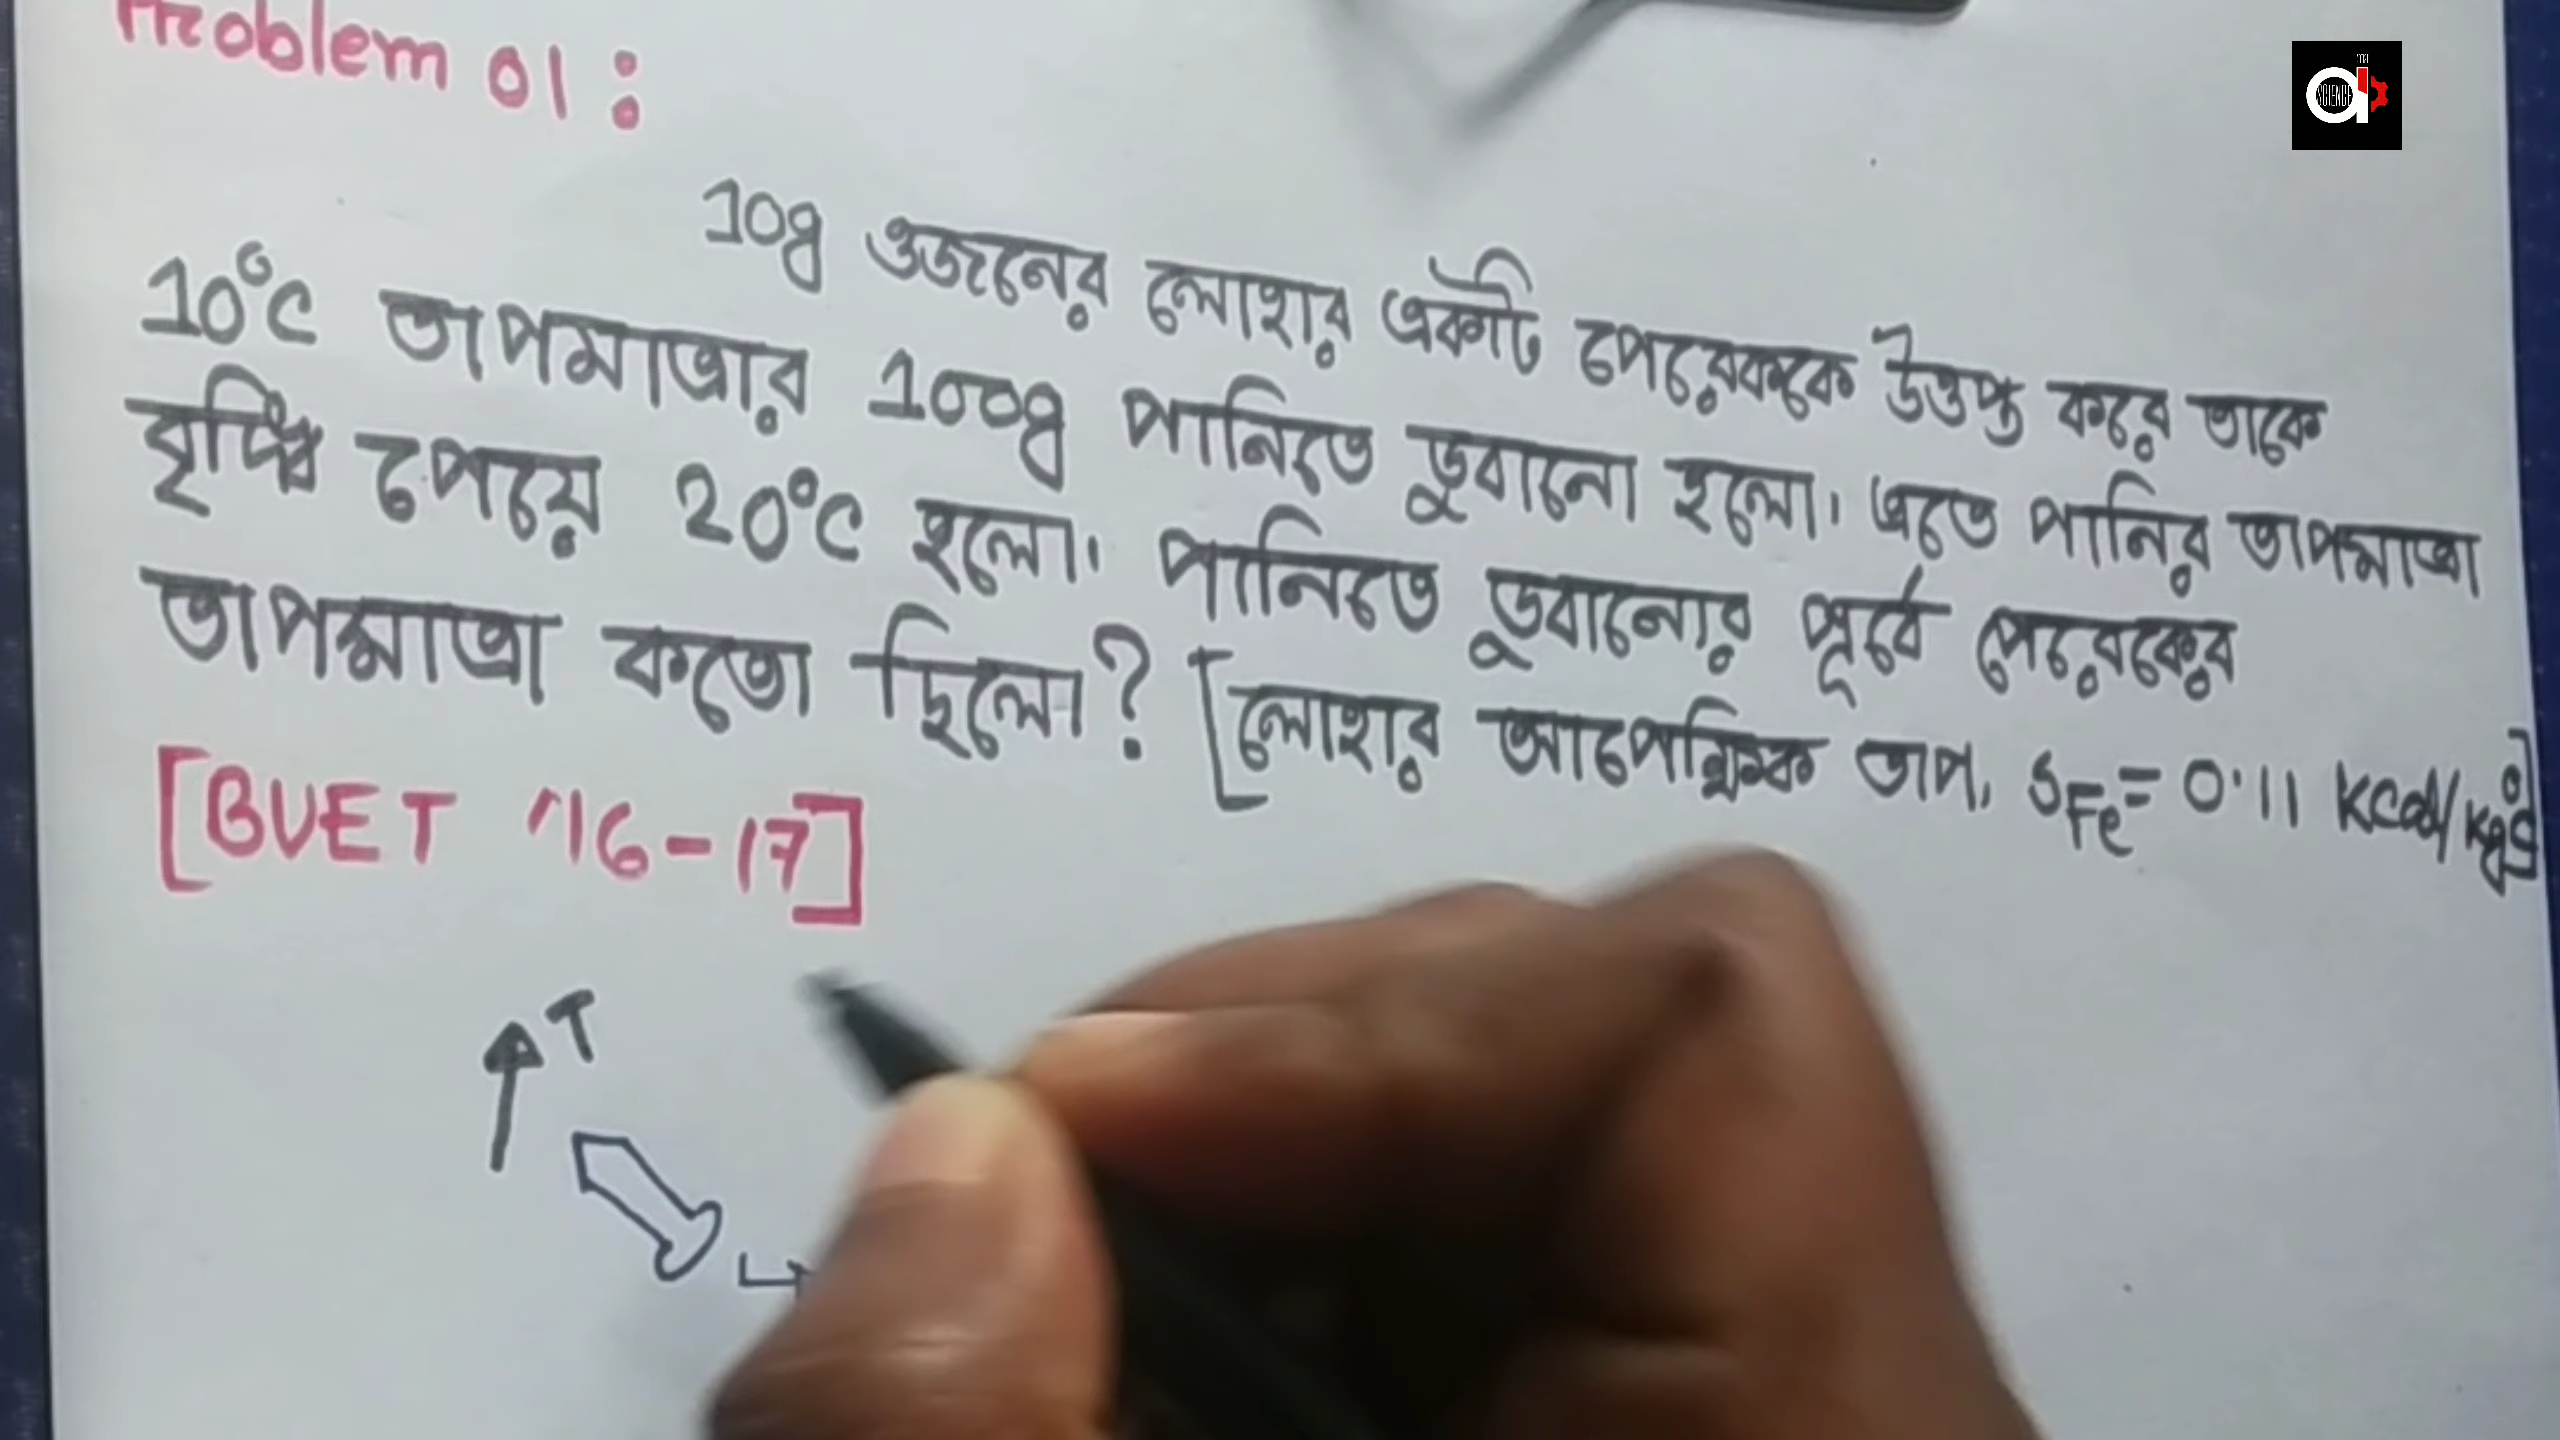 Problem 01 :
10g ওজনের লোহার একটি পেরেককে উত্তপ্ত করে তাকে
10°C তাপমাত্রার 100g পানিতে ডুবানো হলো। এতে পানির তাপমাত্রা
বৃদ্ধি পেয়ে 20°C হলো। পানিতে ডুবানোর পূর্বে পেরেকের
তাপমাত্রা কতো ছিলো? [লোহার আপেক্ষিক তাপ, SFe = 0.11 Kcal/Kg°C]
[BUET '16-17]
T
SCIENCE